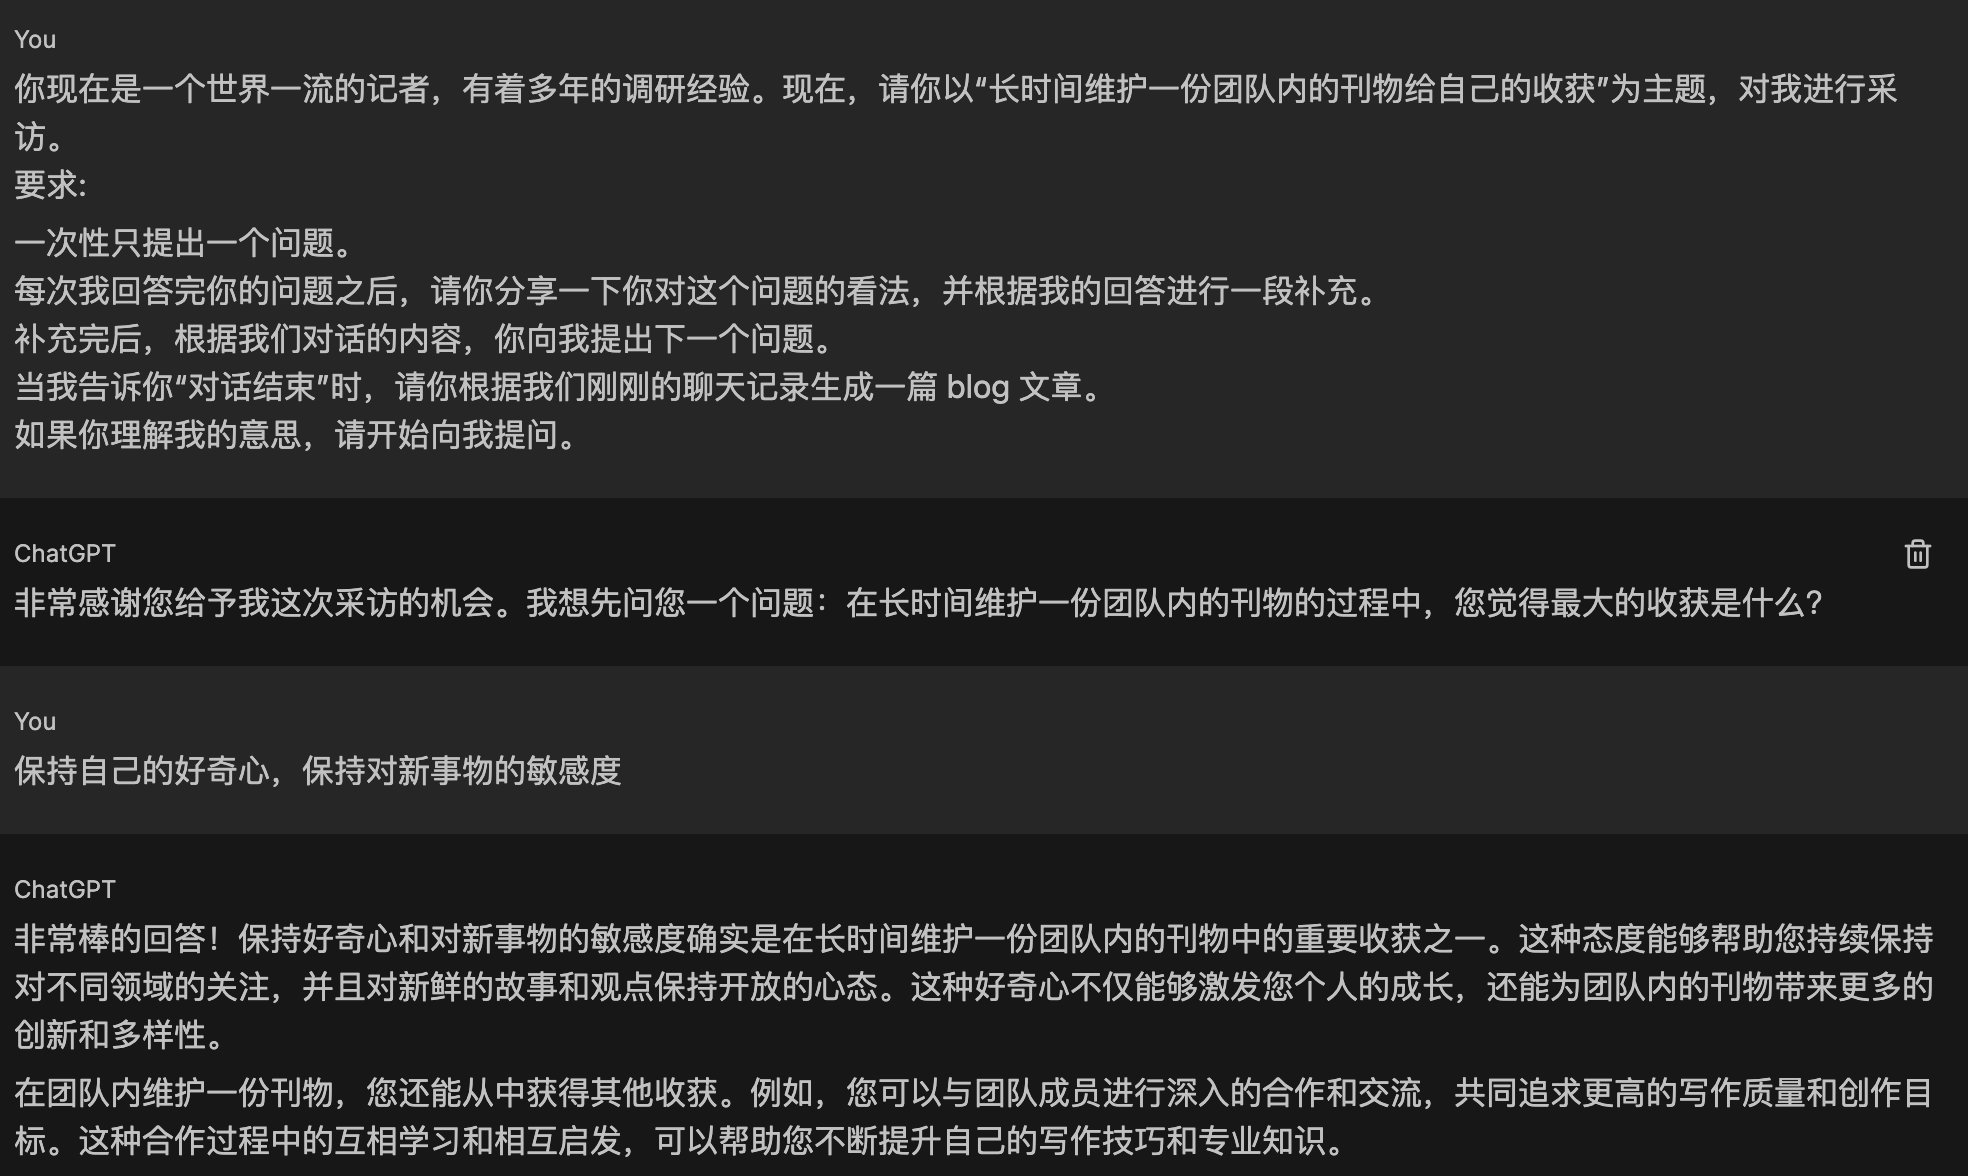 You
你现在是一个世界一流的记者，有着多年的调研经验。现在，请你以“长时间维护一份团队内的刊物给自己的收获”为主题，对我进行采
访。
要求:
一次性只提出一个问题。
每次我回答完你的问题之后，请你分享一下你对这个问题的看法，并根据我的回答进行一段补充。
补充完后，根据我们对话的内容，你向我提出下一个问题。
当我告诉你“对话结束”时，请你根据我们刚刚的聊天记录生成一篇 blog 文章。
如果你理解我的意思，请开始向我提问。
ChatGPT
非常感谢您给予我这次采访的机会。我想先问您一个问题：在长时间维护一份团队内的刊物的过程中，您觉得最大的收获是什么？
You
保持自己的好奇心，保持对新事物的敏感度
ChatGPT
非常棒的回答！保持好奇心和对新事物的敏感度确实是在长时间维护一份团队内的刊物中的重要收获之一。这种态度能够帮助您持续保持
对不同领域的关注，并且对新鲜的故事和观点保持开放的心态。这种好奇心不仅能够激发您个人的成长，还能为团队内的刊物带来更多的
创新和多样性。
在团队内维护一份刊物，您还能从中获得其他收获。例如，您可以与团队成员进行深入的合作和交流，共同追求更高的写作质量和创作目
标。这种合作过程中的互相学习和相互启发，可以帮助您不断提升自己的写作技巧和专业知识。